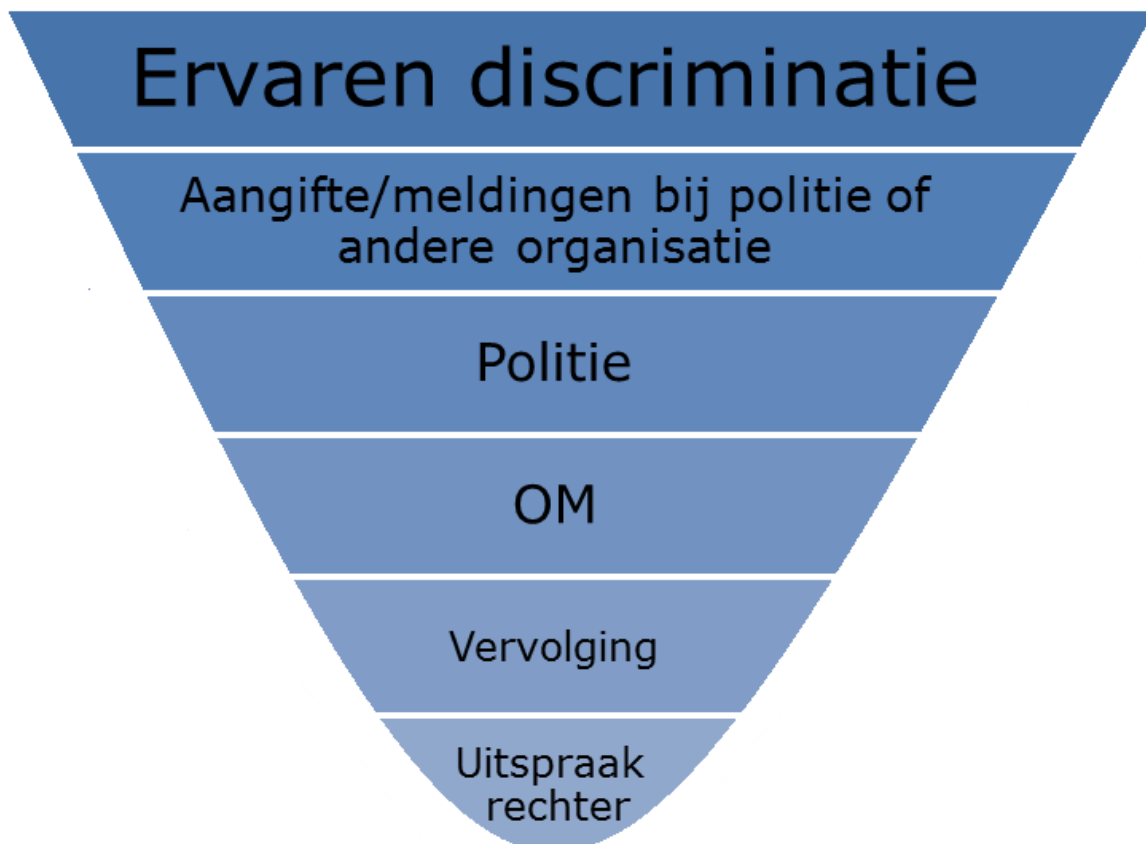 Ervaren discriminatie
Aangifte/meldingen bij politie of
andere organisatie
Politie
OM
Vervolging
Uitspraak
rechter